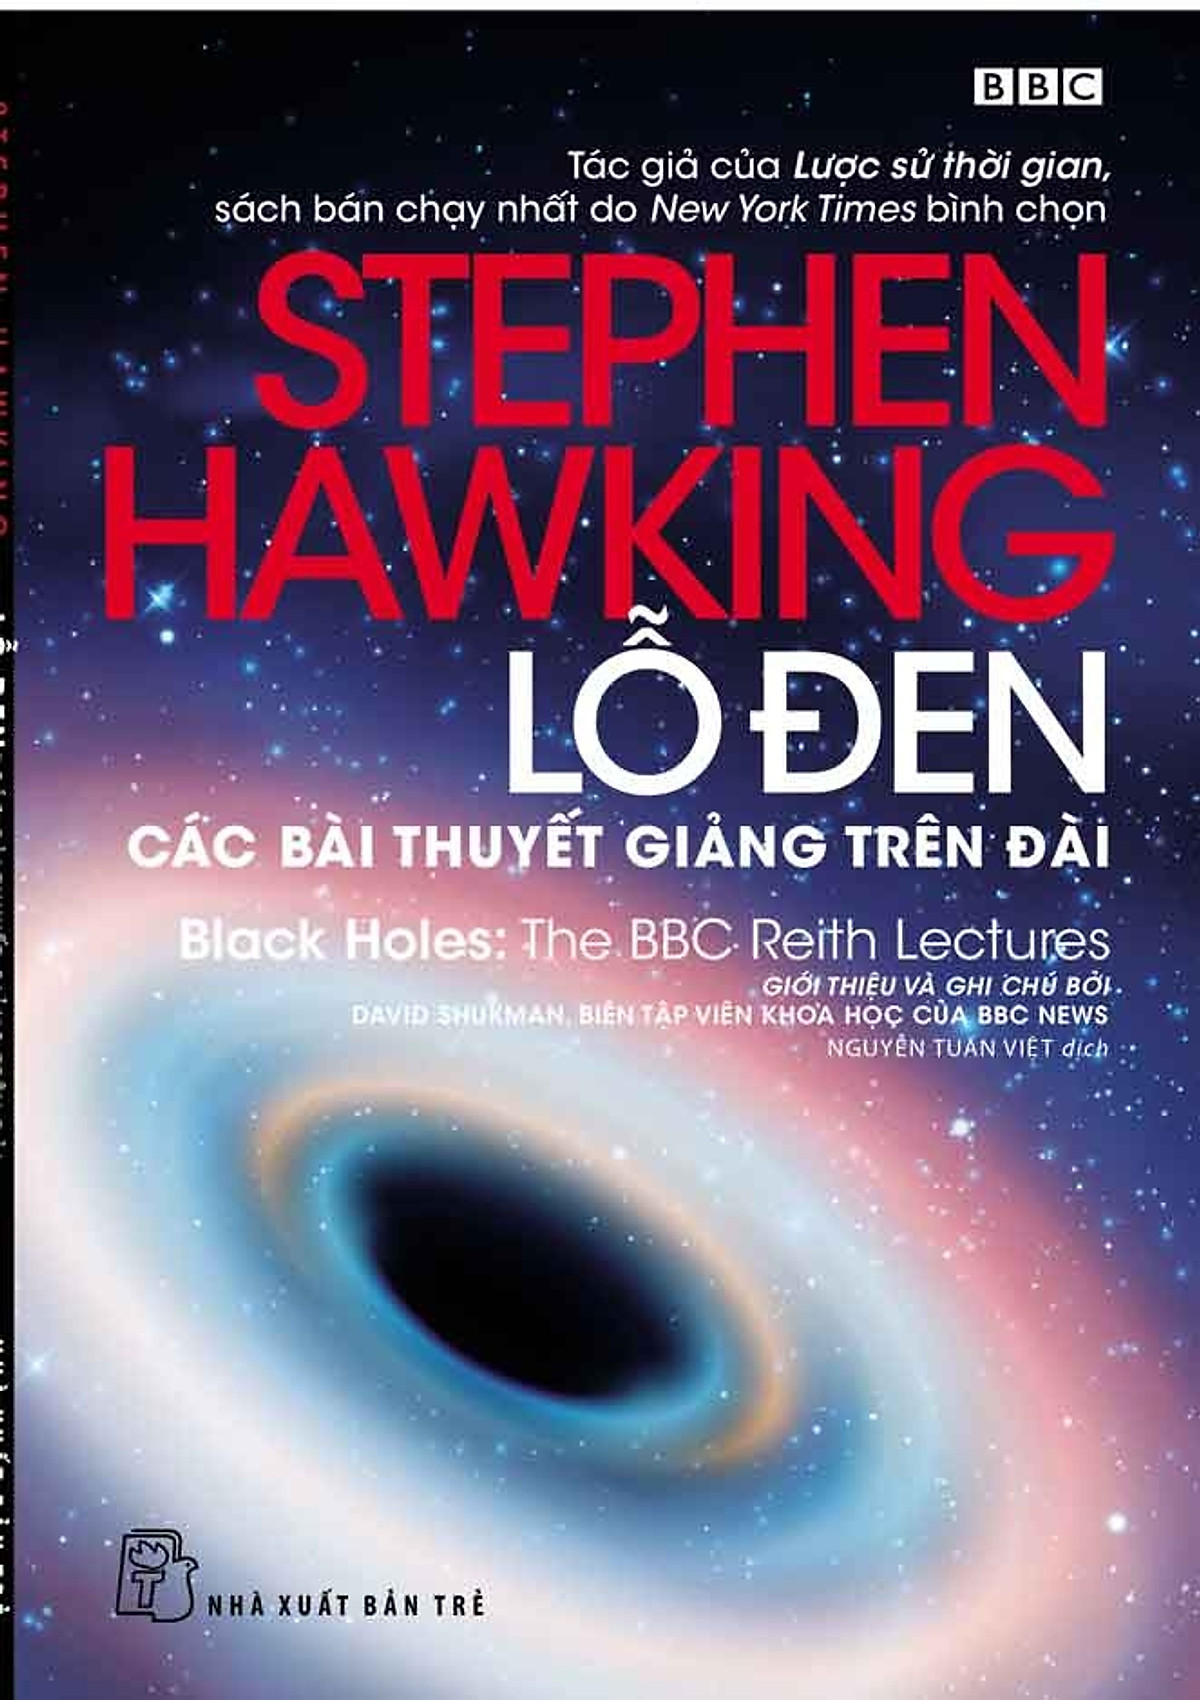 BBC
Tác giả của Lược sử thời gian,
sách bán chạy nhất do New York Times bình chọn
STEPHEN
HAWKING
LỖ ĐEN
CÁC BÀI THUYẾT GIẢNG TRÊN ĐÀI
Black Holes: The BBC Reith Lectures
GIỚI THIỆU VÀ GHI CHÚ BỞI
DAVID SHUKMAN, BIÊN TẬP VIÊN KHOA HỌC CỦA BBC NEWS
NGUYỄN TUẤN VIỆT dịch
NHÀ XUẤT BẢN TRẺ